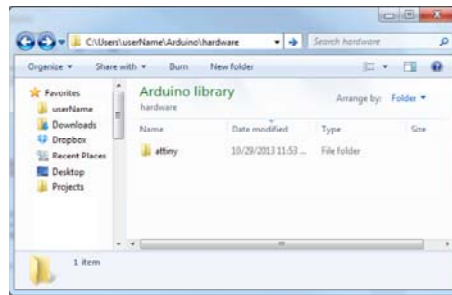 C:\Users\userName\Arduino\hardware
Search hardware
Organize
Share with
Burn
New folder
Favorites
userName
Downloads
Dropbox
Recent Places
Desktop
Projects
Arduino library
hardware
Arrange by: Folder
Name
Date modified
Type
Size
attiny
10/29/2013 11:53 ...
File folder
1 item